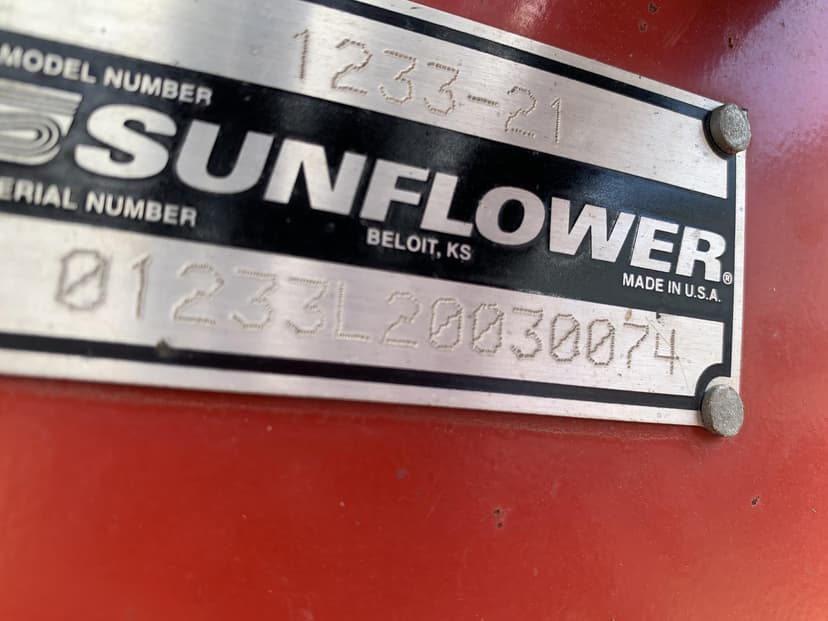 1233-21
MODEL NUMBER
SUNFLOWER®
BELOIT, KS
MADE IN U.S.A.
ERIAL NUMBER
01233L20030074